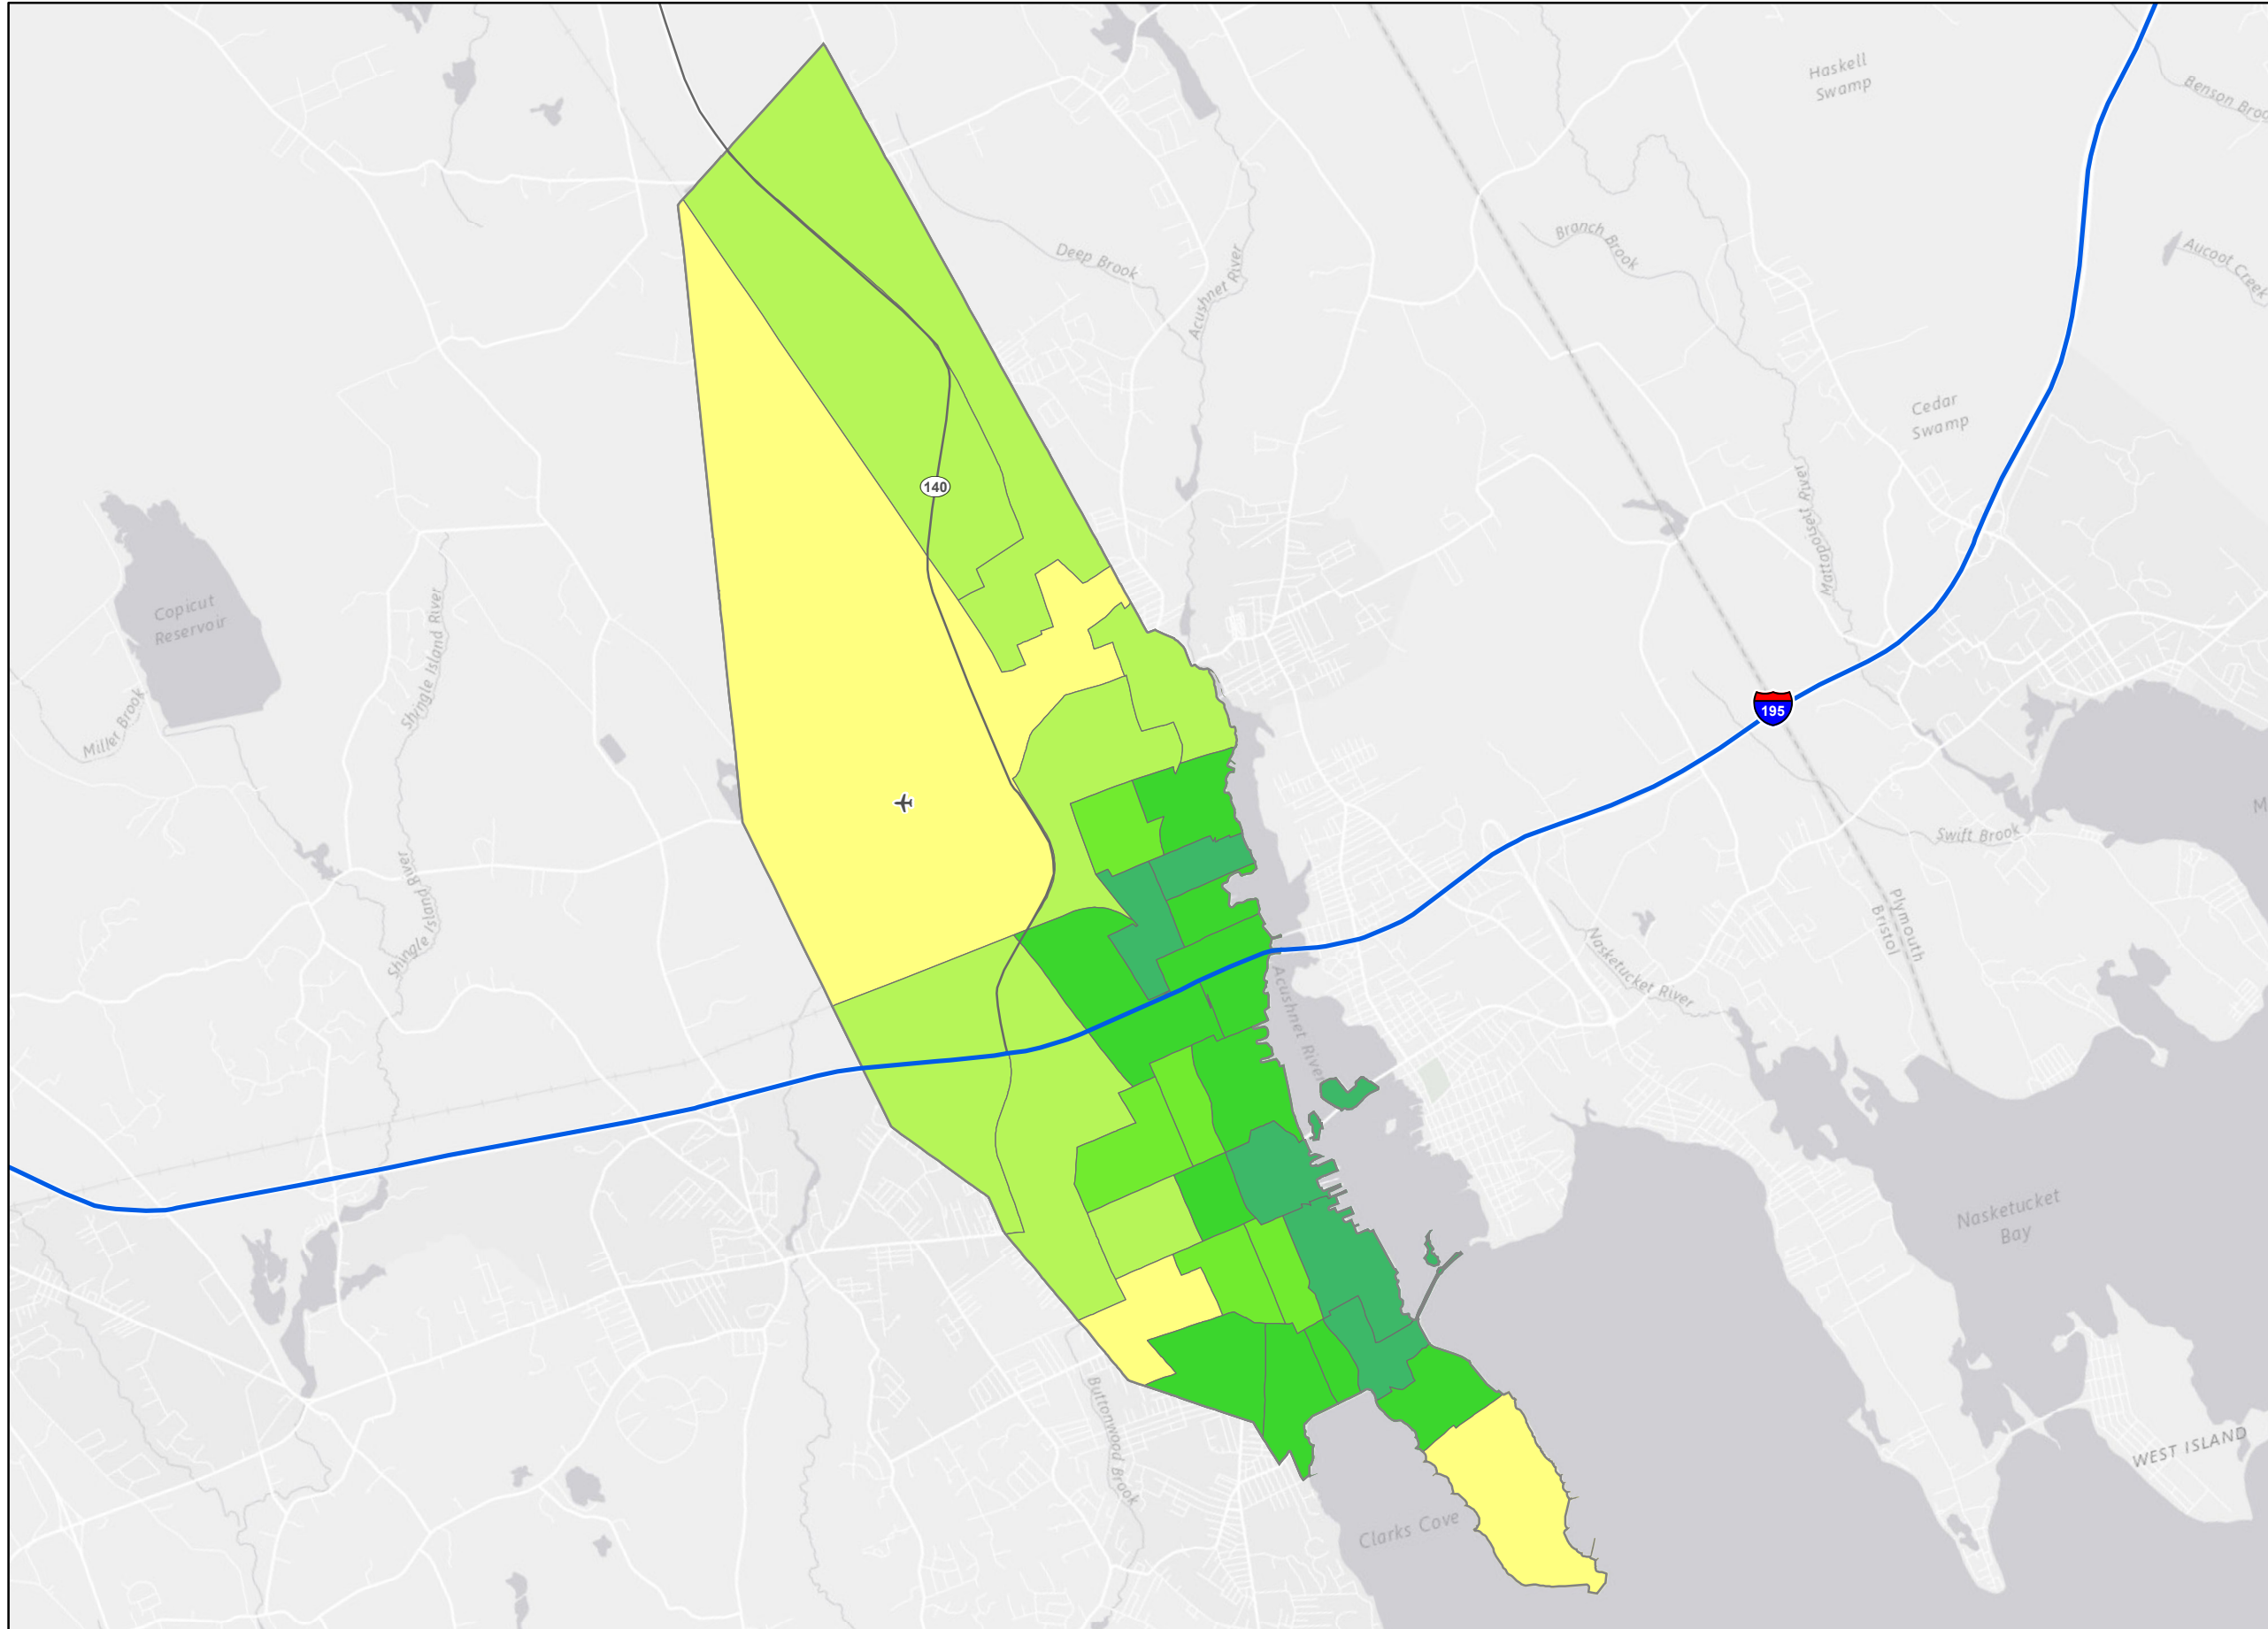 Haskell
Swamp
Benson Broo
Branch Brook
Aucoot Creek
Deep Brook
Acushnet River
Cedar
Swamp
140
Mattapoisett River
Copicut
Reservoir
Shingle Island River
Miller Brook
195
M
Swift Brook
Shingle Island River
Plymouth
Bristol
Nasketucket River
Acushnet River
Nasketucket
Bay
Buttonwood Brook
WEST ISLAND
Clarks Cove